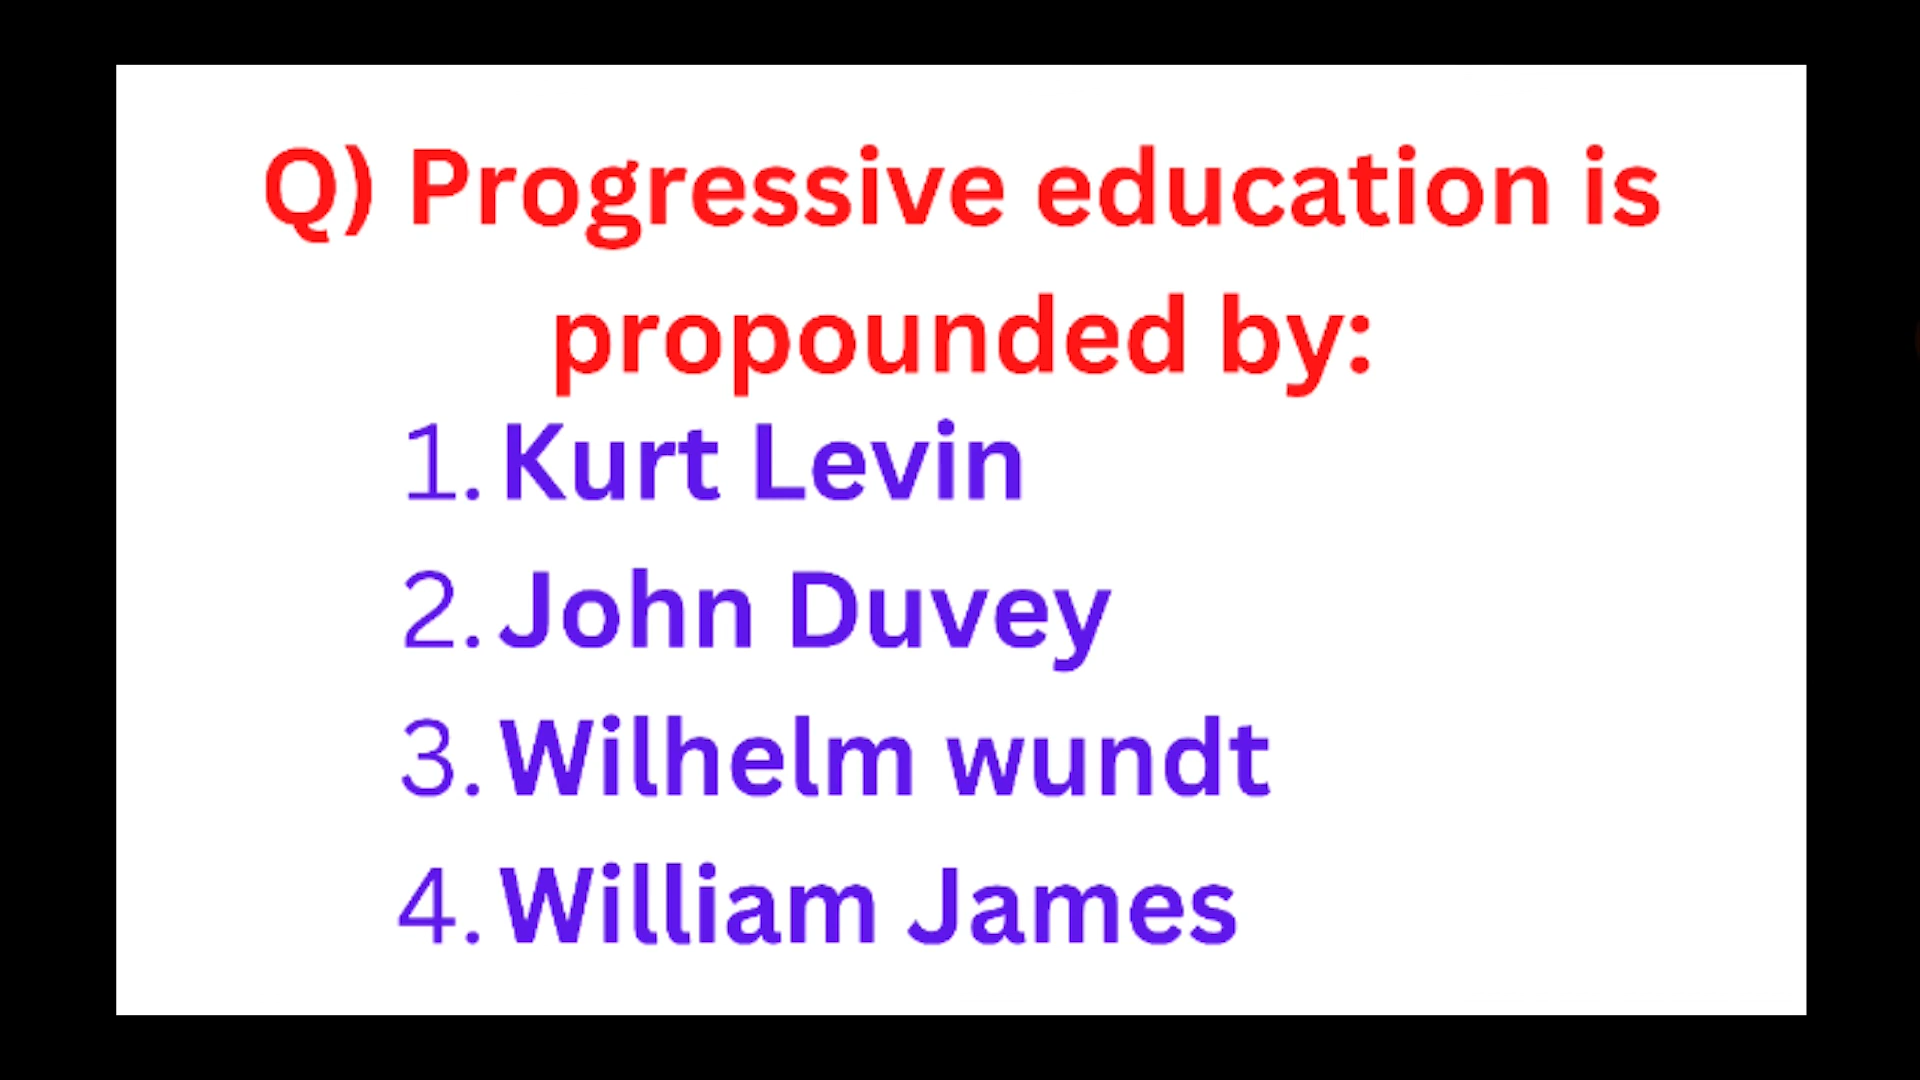 Q) Progressive education is
propounded by:
1. Kurt Levin
2. John Duvey
3. Wilhelm wundt
4. William James